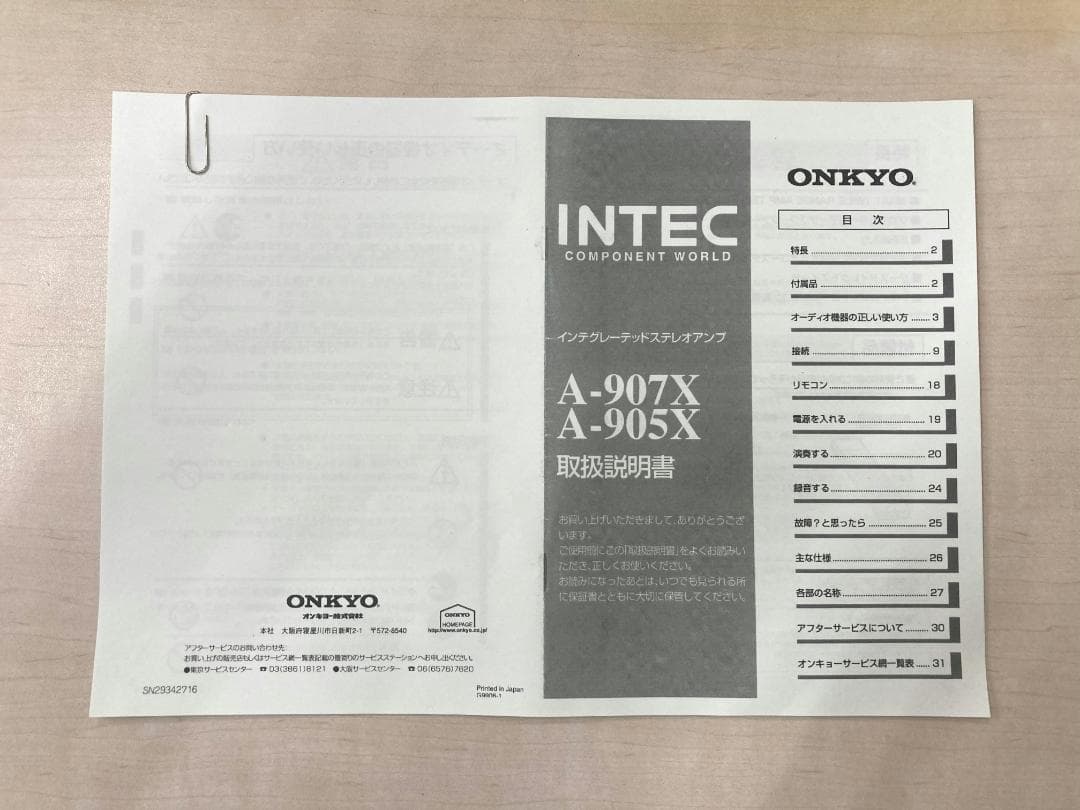 ONKYO®
オンキヨー株式会社
本社 大阪府寝屋川市日新町2-1 〒572-8540
ONKYO
HOMEPAGE
http://www.onkyo.co.jp/
アフターサービスのお問い合わせ先:
お買い上げの販売店もしくはサービス網一覧表記載の最寄りのサービスステーションへお申し出ください。
●東京サービスセンター ☎03(3861)8121 ●大阪サービスセンター ☎06(6576)7620
SN29342716
Printed in Japan
G9806-1
INTEC
COMPONENT WORLD
インテグレーテッドステレオアンプ
A-907X
A-905X
取扱説明書
お買い上げいただきまして、ありがとうござ
います。
ご使用前にこの「取扱説明書」をよくお読みい
ただき、正しくお使いください。
お読みになったあとは、いつでも見られる所
に保証書とともに大切に保管してください。
ONKYO®
目 次
特長 2
付属品 2
オーディオ機器の正しい使い方 3
接続 9
リモコン 18
電源を入れる 19
演奏する 20
録音する 24
故障?と思ったら 25
主な仕様 26
各部の名称 27
アフターサービスについて 30
オンキョーサービス網一覧表 31